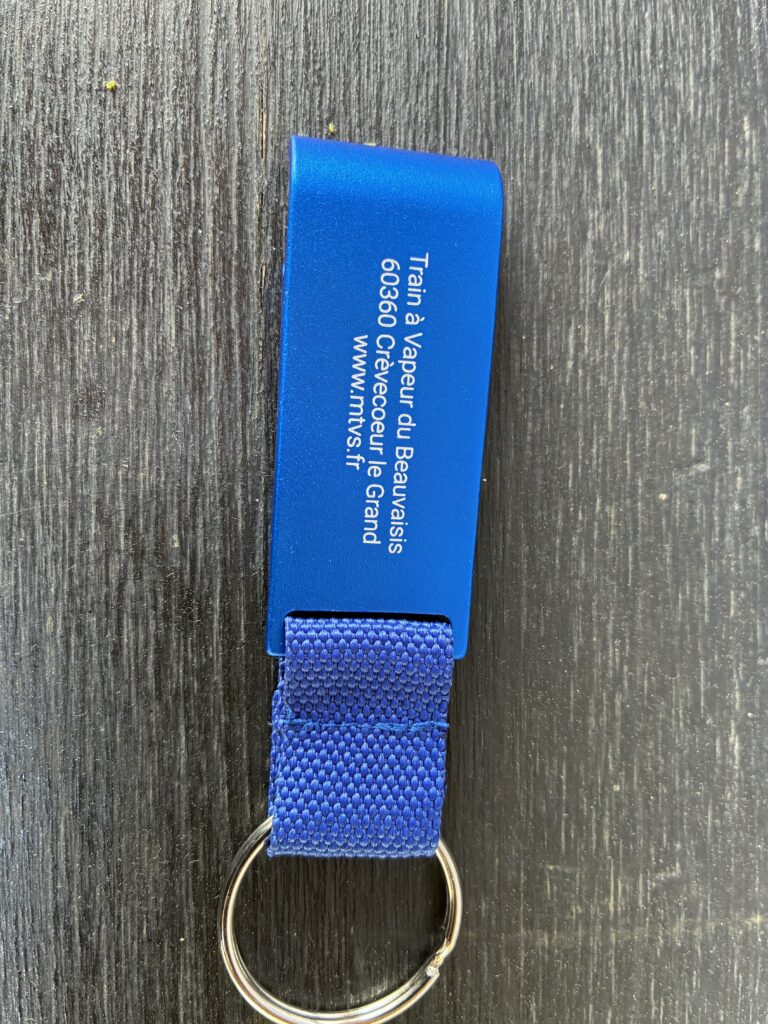 Train à Vapeur du Beauvaisis
60360 Crèvecoeur le Grand
www.mtvs.fr